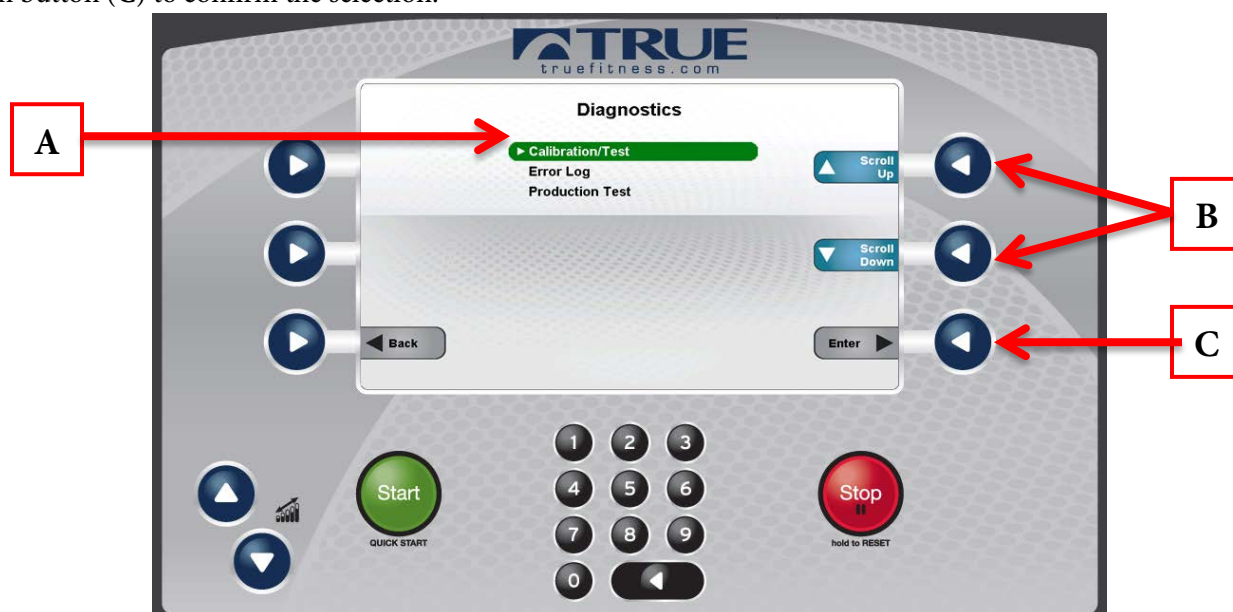 button (C) to confirm the selection.
TRUE
truefitness.com
Diagnostics
A
Calibration/Test
Error Log
Production Test
Scroll
Up
B
Scroll
Down
Back
Enter
C
1 2 3
4 5 6
7 8 9
0
Start
QUICK START
Stop
hold to RESET